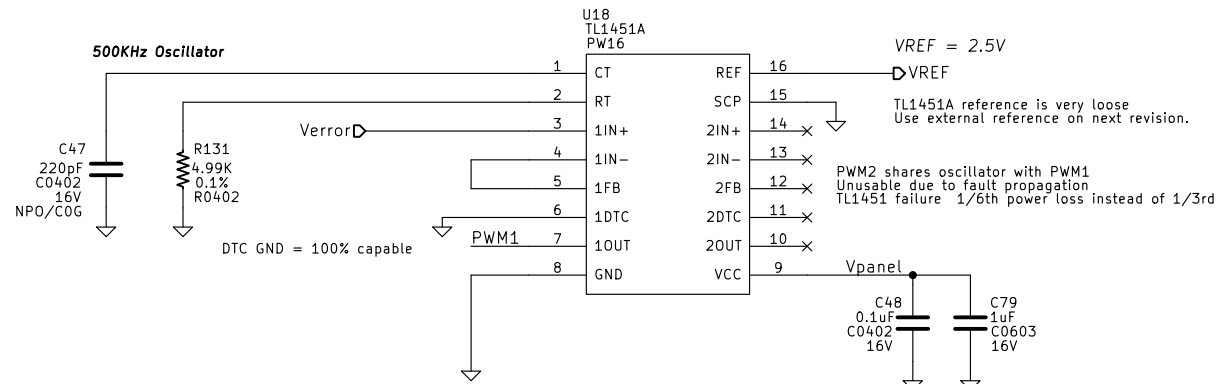 U18
TL1451A
PW16
500KHz Oscillator
VREF = 2.5V
1 CT REF 16 VREF
2 RT SCP 15
TL1451A reference is very loose
Use external reference on next revision.
Verror 3 1IN+ 2IN+ 14
4 1IN- 2IN- 13
5 1FB 2FB 12
PWM2 shares oscillator with PWM1
Unusable due to fault propagation
TL1451 failure 1/6th power loss instead of 1/3rd
C47
220pF
C0402
16V
NPO/C0G
R131
4.99K
0.1%
R0402
6 1DTC 2DTC 11
DTC GND = 100% capable
PWM1 7 1OUT 2OUT 10
8 GND VCC 9 Vpanel
C48
0.1uF
C0402
16V
C79
1uF
C0603
16V